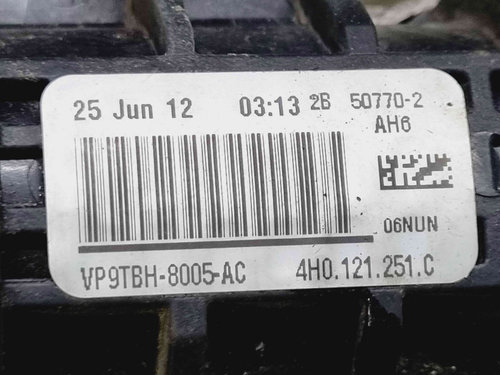 25 Jun 12 03:13 2B 50770-2
AH6
06NUN
VP9TBH-8005-AC 4H0.121.251.C